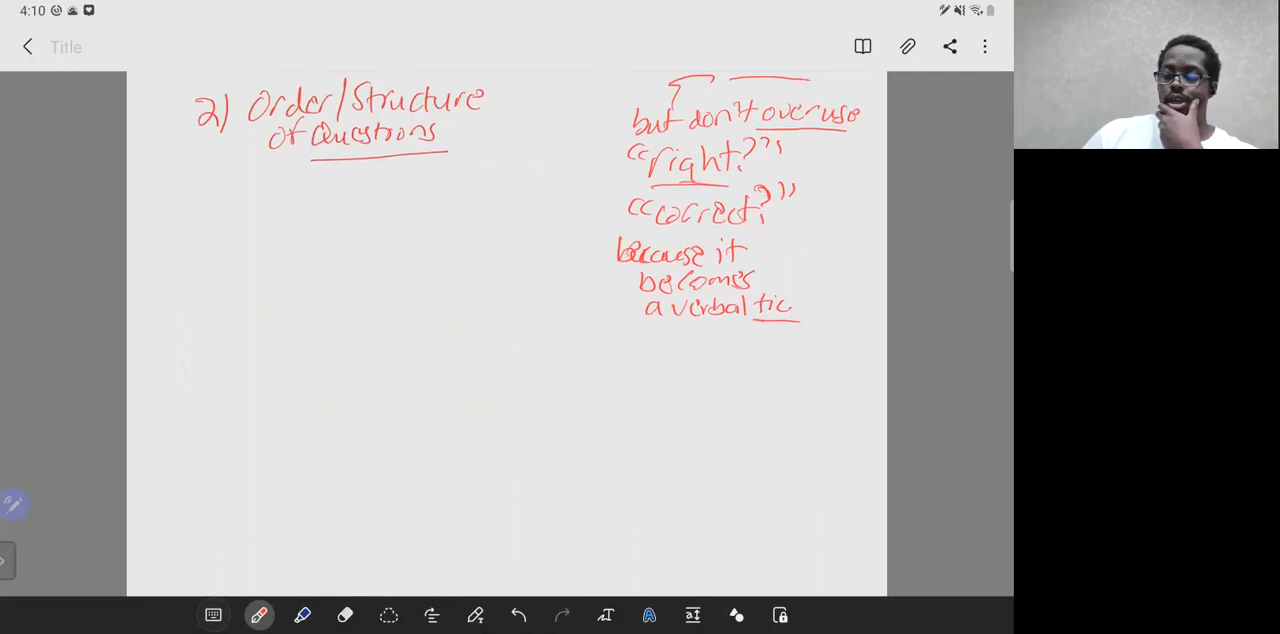 4:10
Title
2) Order/Structure
of Questions
but don't overuse
"right?"
"correct?"
because it
becomes
a verbal tic